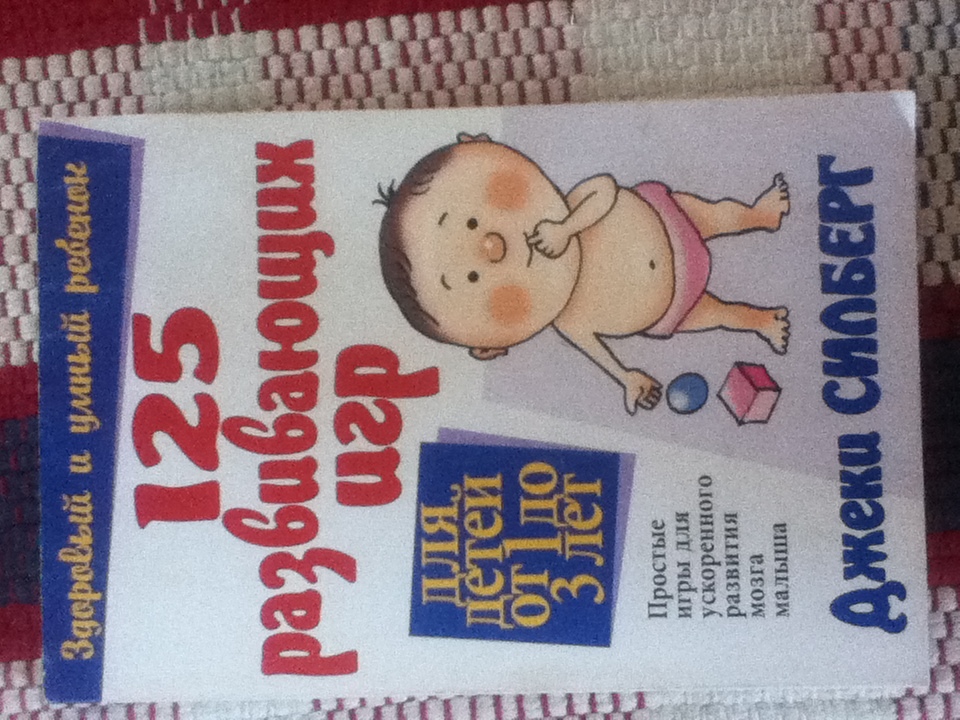 Здоровый и умный ребенок
125
развивающих
игр
ДЛЯ
ДЕТЕЙ
ОТ 1 ДО
3 ЛЕТ
Простые
игры для
ускоренного
развития
мозга
малыша
Джеки СИЛБЕРГ